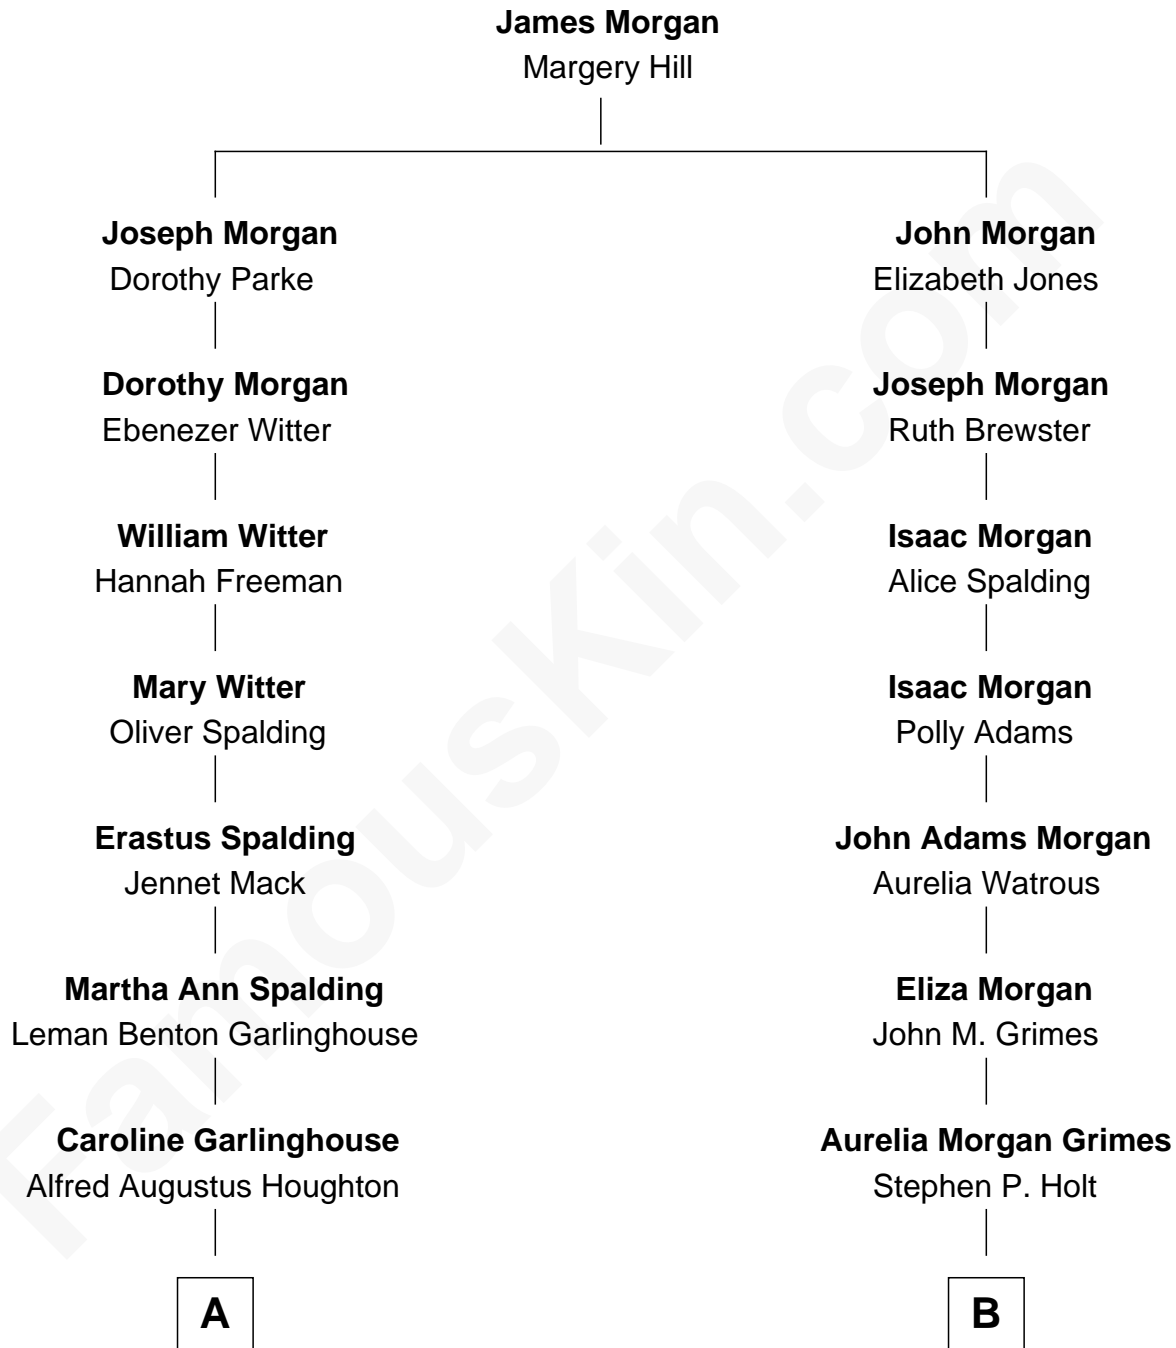 James Morgan
Margery Hill
Joseph Morgan
Dorothy Parke
John Morgan
Elizabeth Jones
Dorothy Morgan
Ebenezer Witter
Joseph Morgan
Ruth Brewster
William Witter
Hannah Freeman
Isaac Morgan
Alice Spalding
Mary Witter
Oliver Spalding
Isaac Morgan
Polly Adams
Erastus Spalding
Jennet Mack
John Adams Morgan
Aurelia Watrous
Martha Ann Spalding
Leman Benton Garlinghouse
Eliza Morgan
John M. Grimes
Caroline Garlinghouse
Alfred Augustus Houghton
Aurelia Morgan Grimes
Stephen P. Holt
A
B
FamousKin.com